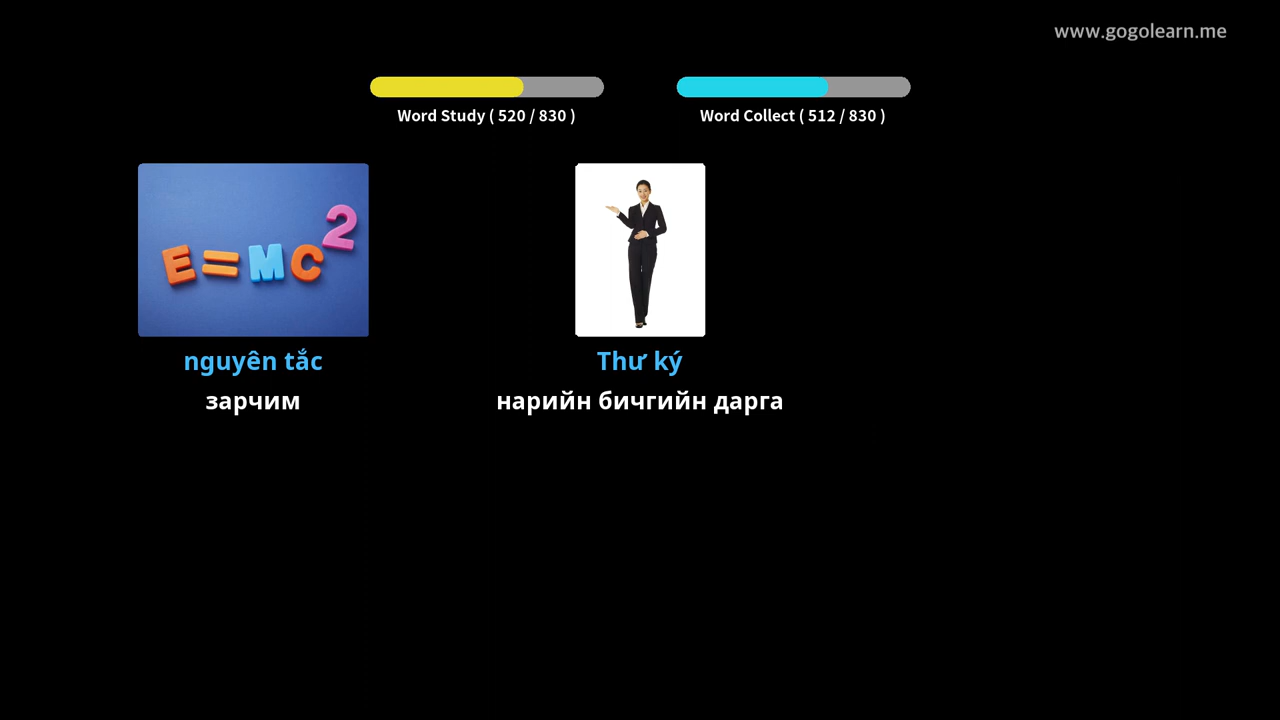 www.gogolearn.me
Word Study ( 520 / 830 )
Word Collect ( 512 / 830 )
E=MC²
nguyên tắc
зарчим
Thư ký
нарийн бичгийн дарга